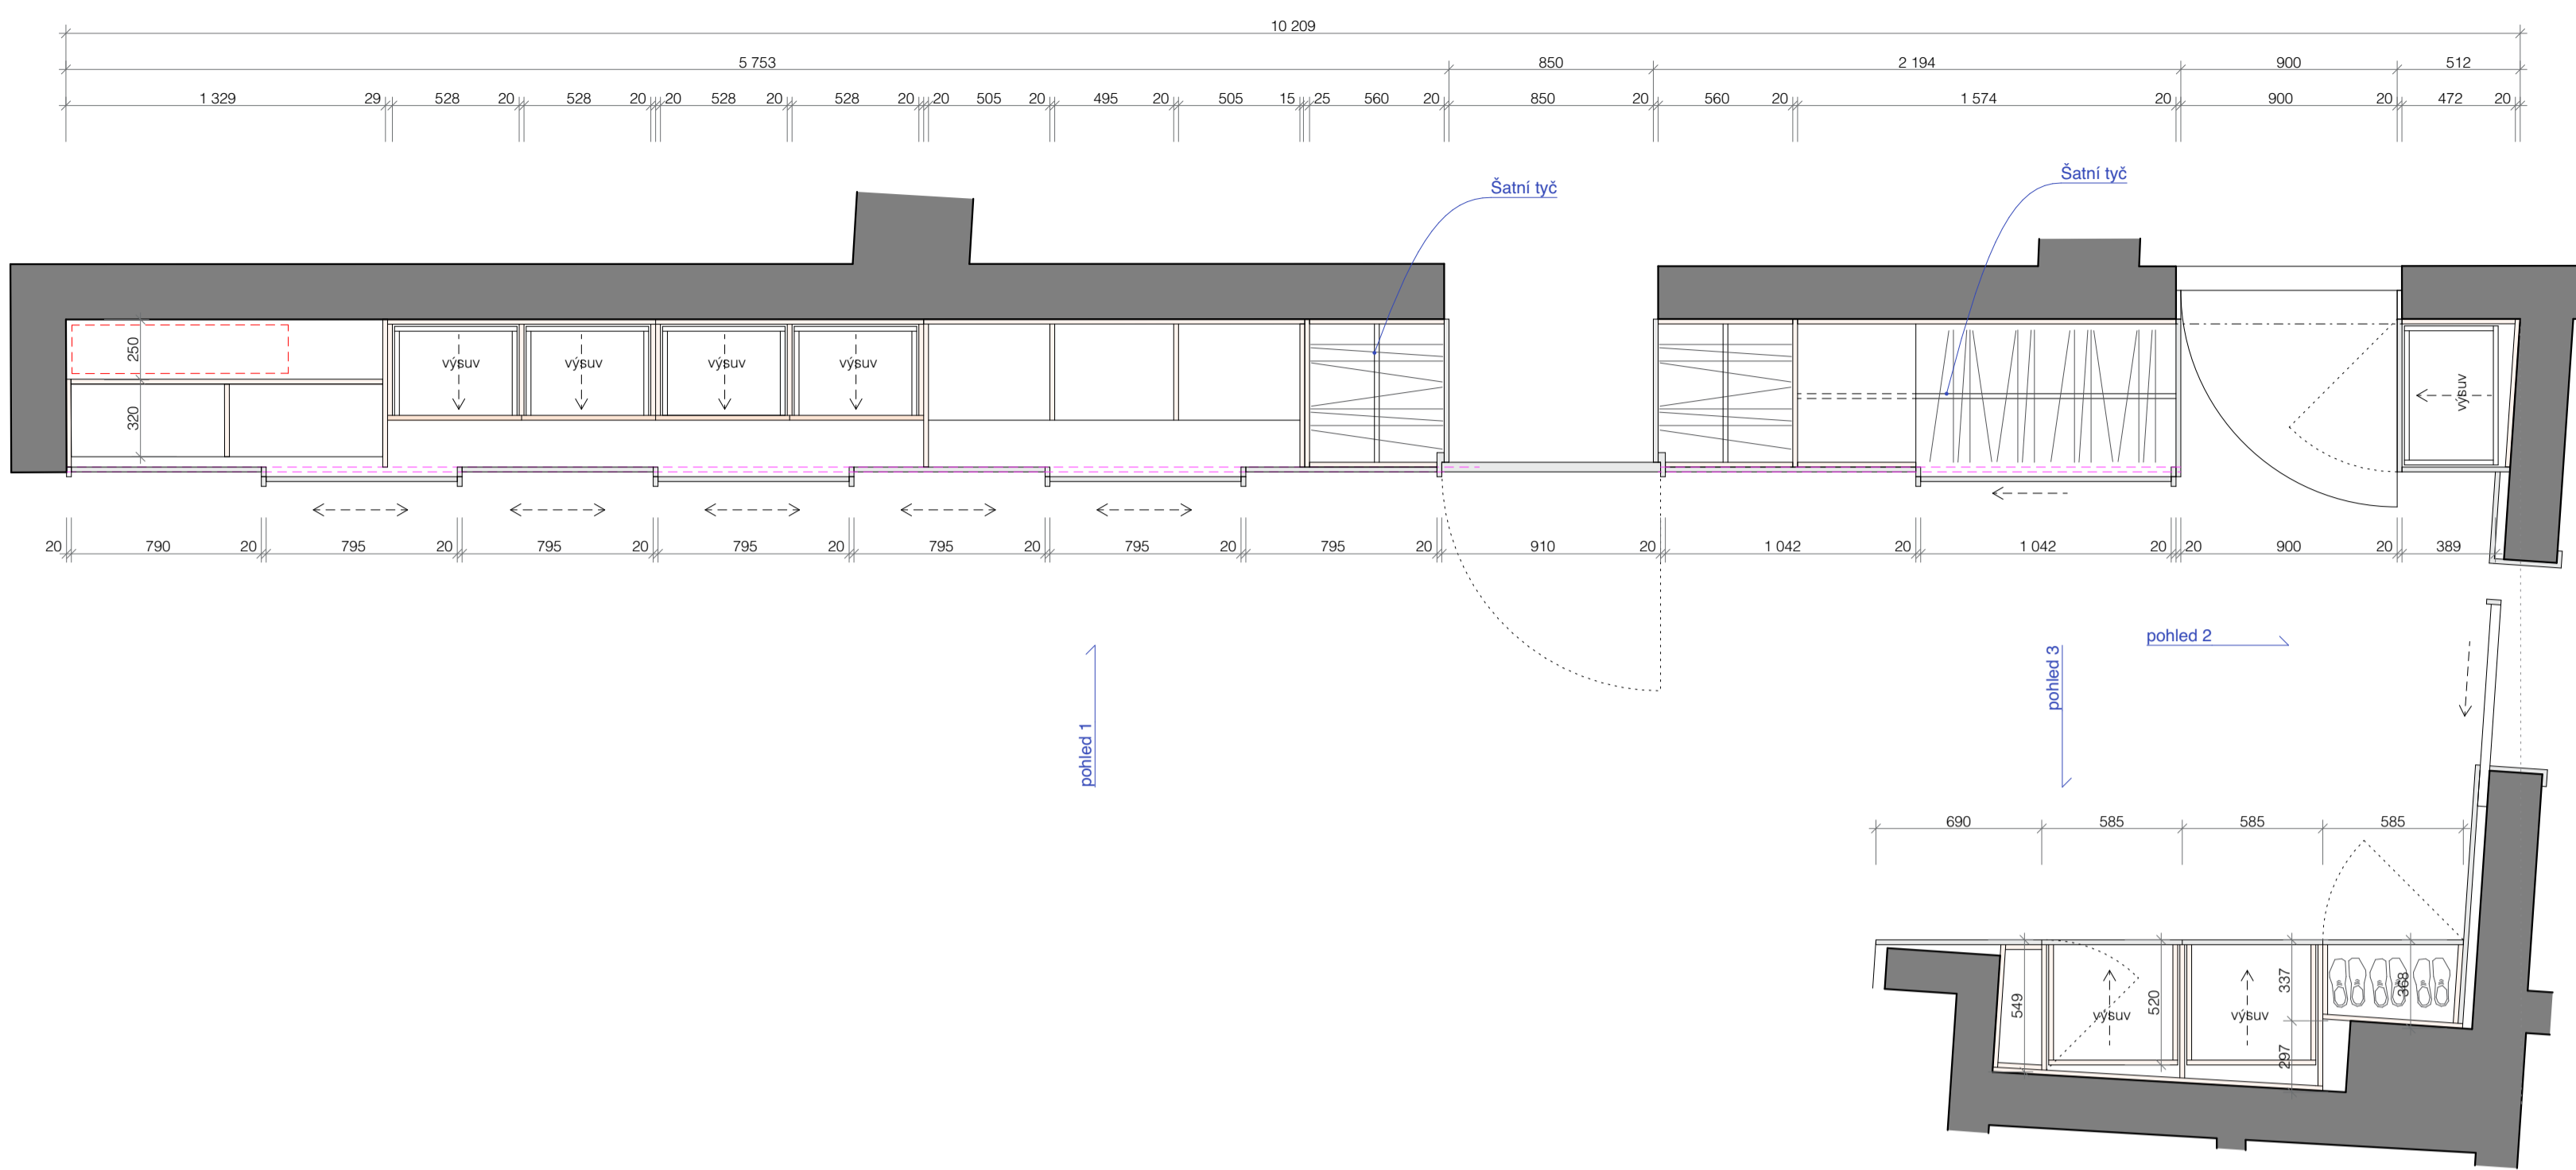 10 209
5 753 850 2 194 900 512
1 329 29 528 20 528 20 20 528 20 528 20 20 505 20 495 20 505 15 25 560 20 850 20 560 20 1 574 20 900 20 472 20
Šatní tyč
Šatní tyč
250
320
výsuv
výsuv
výsuv
výsuv
výsuv
20 790 20 795 20 795 20 795 20 795 20 795 20 795 20 910 20 1 042 20 1 042 20 20 900 20 389
pohled 1
pohled 3
pohled 2
690 585 585 585
549
520
337
368
297
výsuv
výsuv